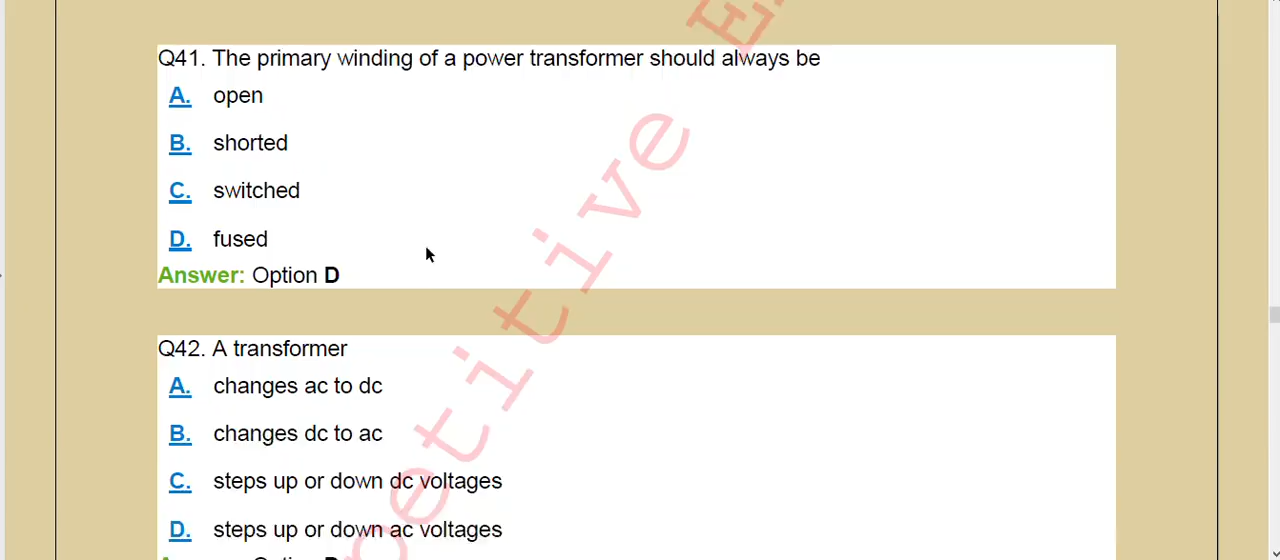 Q41. The primary winding of a power transformer should always be
A. open
B. shorted
C. switched
D. fused
Answer: Option D
Q42. A transformer
A. changes ac to dc
B. changes dc to ac
C. steps up or down dc voltages
D. steps up or down ac voltages
petitive E